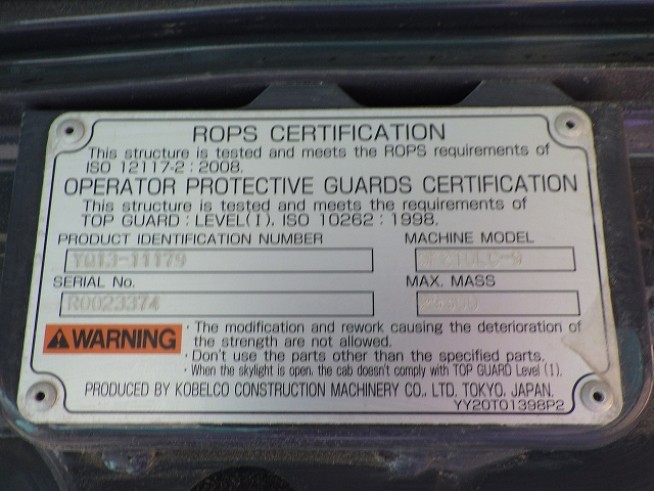 ROPS CERTIFICATION
This structure is tested and meets the ROPS requirements of
ISO 12117-2 : 2008.
OPERATOR PROTECTIVE GUARDS CERTIFICATION
This structure is tested and meets the requirements of
TOP GUARD : LEVEL(I). ISO 10262 : 1998.
PRODUCT IDENTIFICATION NUMBER
MACHINE MODEL
YQ13-11179
SERIAL No.
MAX. MASS
R0023374
WARNING
· The modification and rework causing the deterioration of
the strength are not allowed.
· Don't use the parts other than the specified parts.
· When the skylight is open, the cab doesn't comply with TOP GUARD Level (I).
PRODUCED BY KOBELCO CONSTRUCTION MACHINERY CO., LTD. TOKYO, JAPAN.
YY20T01398P2